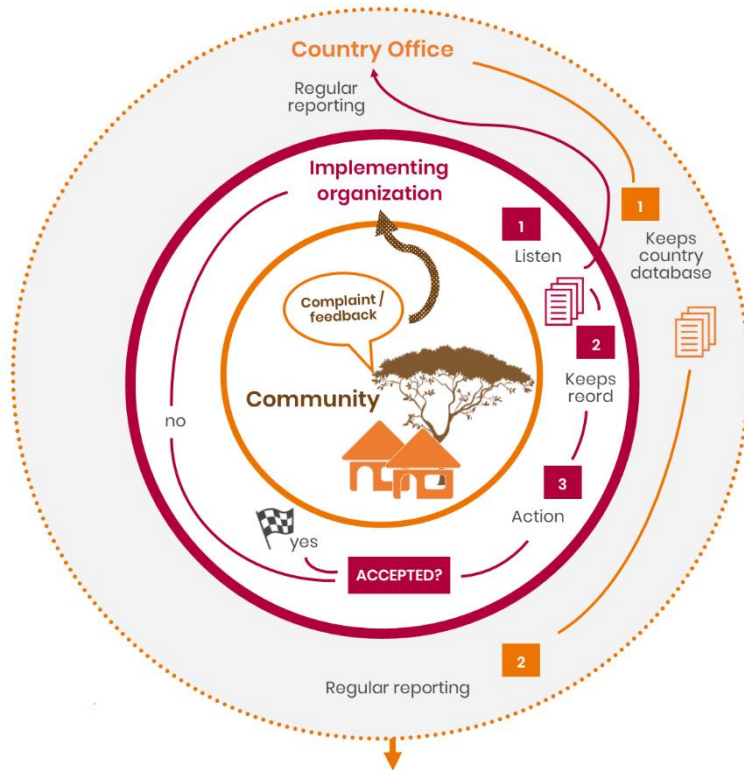 Country Office
Regular
reporting
Implementing
organization
1
Listen
1
Keeps
country
database
Complaint /
feedback
2
Keeps
reord
Community
no
3
Action
yes
ACCEPTED?
2
Regular reporting